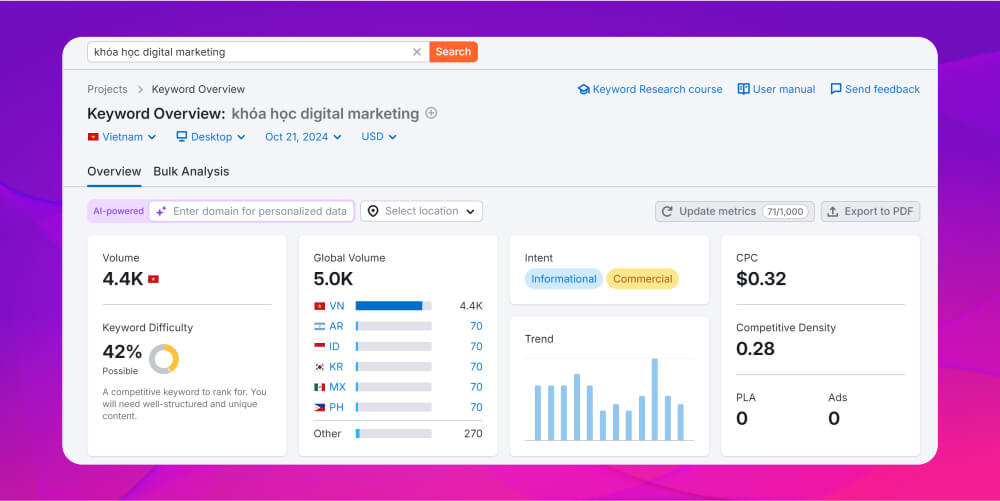 khóa học digital marketing
Search
Projects > Keyword Overview
Keyword Research course
User manual
Send feedback
Keyword Overview: khóa học digital marketing
Vietnam
Desktop
Oct 21, 2024
USD
Overview
Bulk Analysis
AI-powered
Enter domain for personalized data
Select location
Update metrics 71/1,000
Export to PDF
Volume
4.4K
Keyword Difficulty
42%
Possible
A competitive keyword to rank for. You
will need well-structured and unique
content.
Global Volume
5.0K
VN 4.4K
AR 70
ID 70
KR 70
MX 70
PH 70
Other 270
Intent
Informational Commercial
Trend
CPC
$0.32
Competitive Density
0.28
PLA Ads
0 0